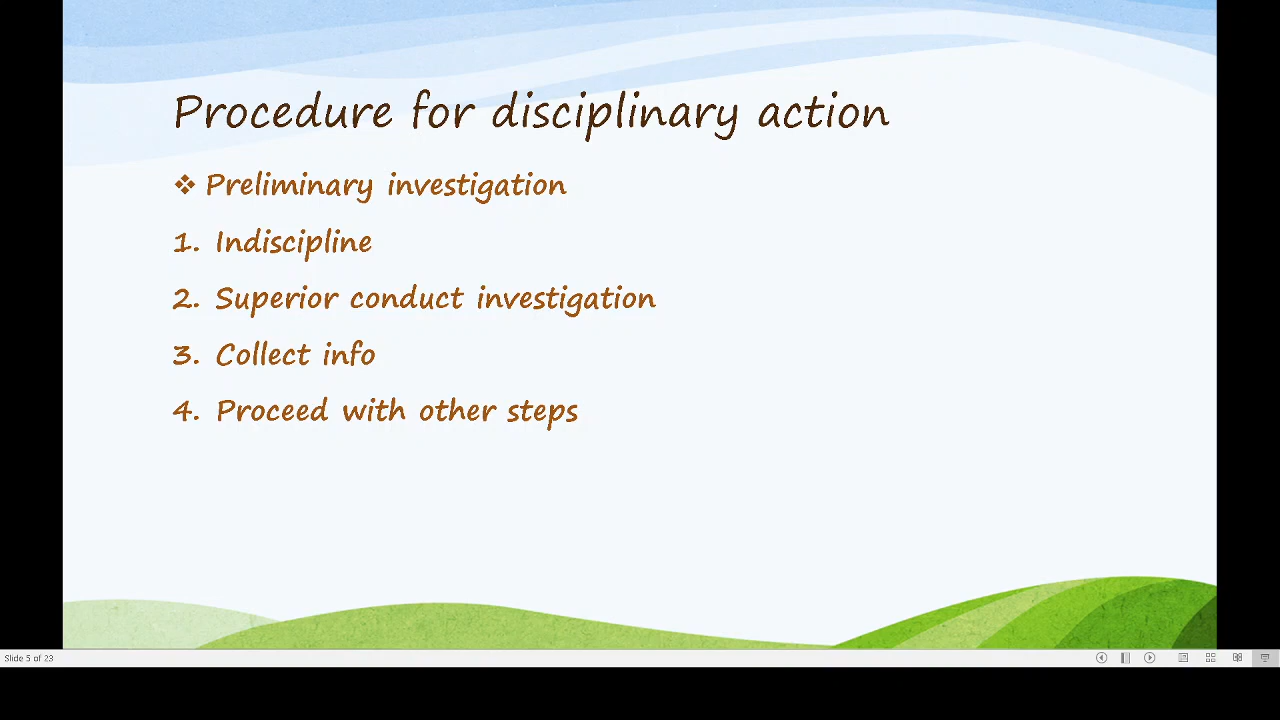 Procedure for disciplinary action
❖ Preliminary investigation
1. Indiscipline
2. Superior conduct investigation
3. Collect info
4. Proceed with other steps
Slide 5 of 23